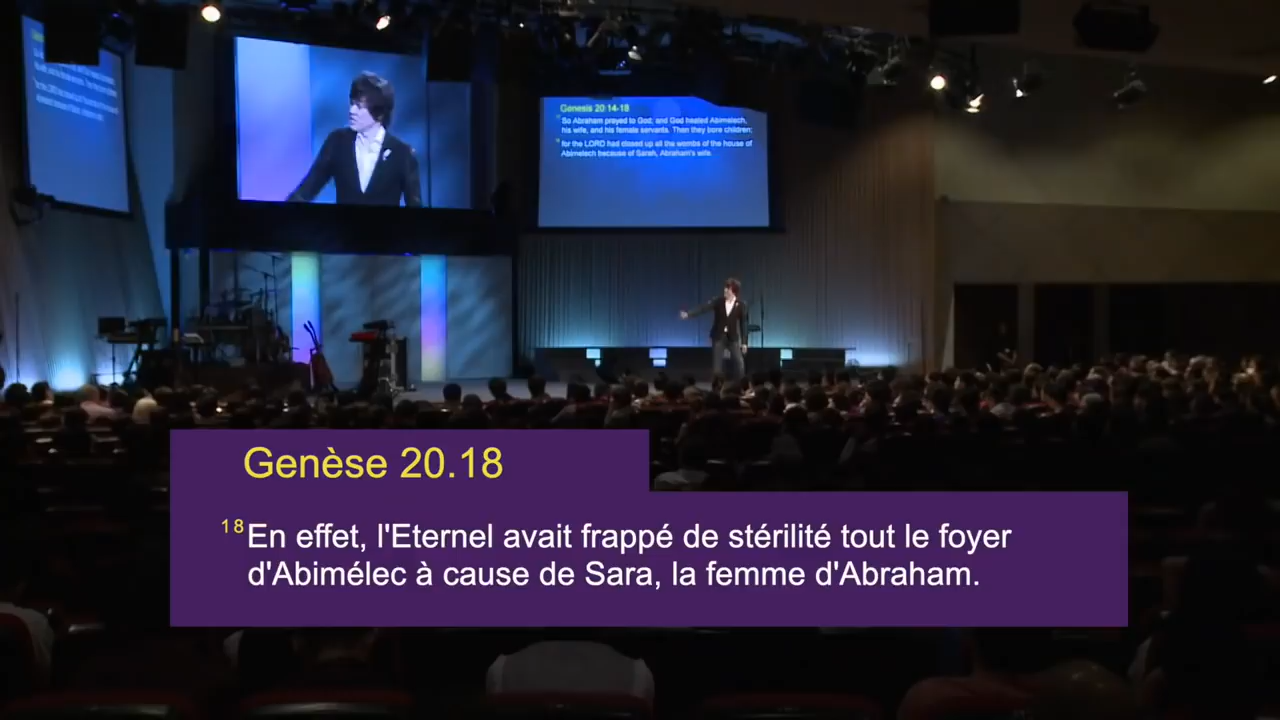 Genesis 20:14-18
So Abraham prayed to God; and God healed Abimelech,
his wife, and his female servants. Then they bore children;
for the LORD had closed up all the wombs of the house of
Abimelech because of Sarah, Abraham's wife.
Genèse 20.18
18 En effet, l'Eternel avait frappé de stérilité tout le foyer
d'Abimélec à cause de Sara, la femme d'Abraham.